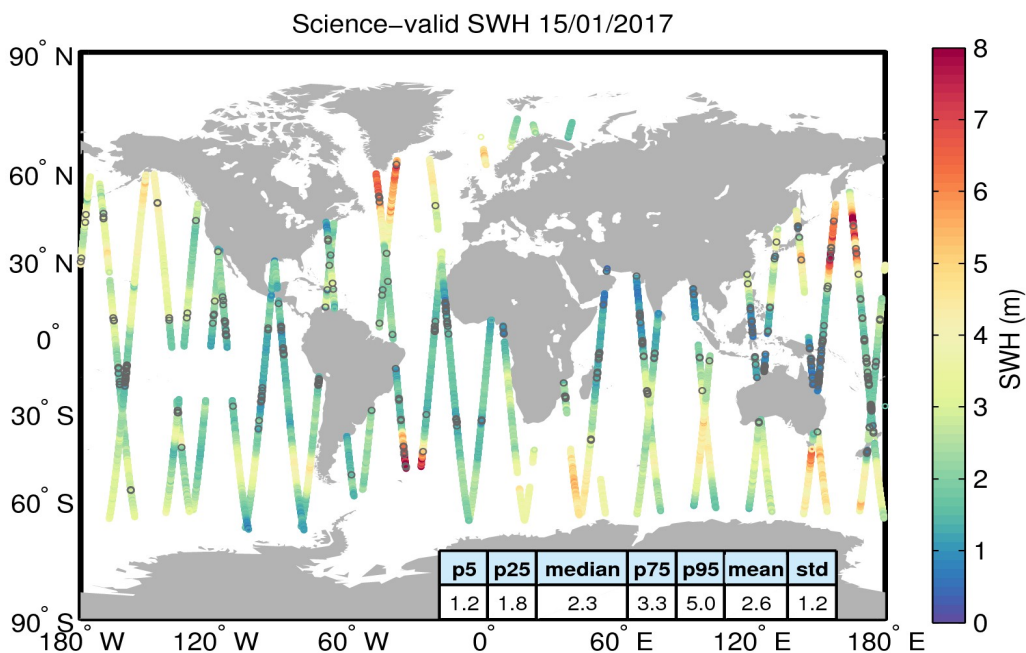 Science−valid SWH 15/01/2017
90° N
60° N
30° N
0°
30° S
60° S
90° S
180° W
120° W
60° W
0°
60° E
120° E
180° E
p5 p25 median p75 p95 mean std
1.2 1.8 2.3 3.3 5.0 2.6 1.2
8
7
6
5
4
3
2
1
0
SWH (m)